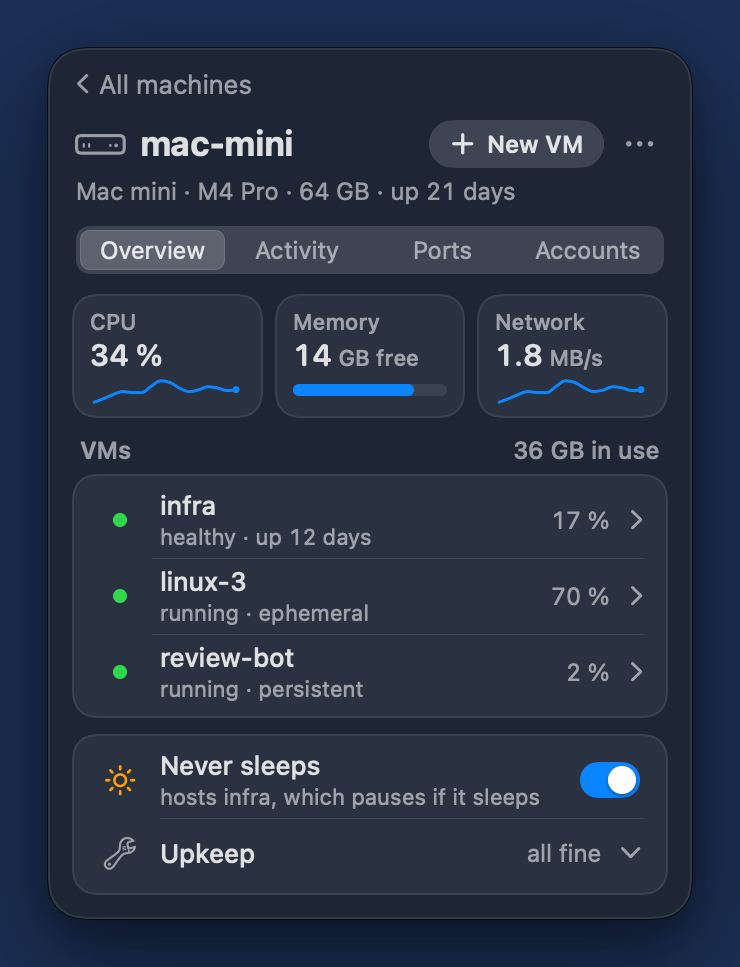 All machines
mac-mini
New VM
Mac mini · M4 Pro · 64 GB · up 21 days
Overview Activity Ports Accounts
CPU Memory Network
34 % 14 GB free 1.8 MB/s
VMs 36 GB in use
infra
healthy · up 12 days
17 %
linux-3
running · ephemeral
70 %
review-bot
running · persistent
2 %
Never sleeps
hosts infra, which pauses if it sleeps
Upkeep all fine